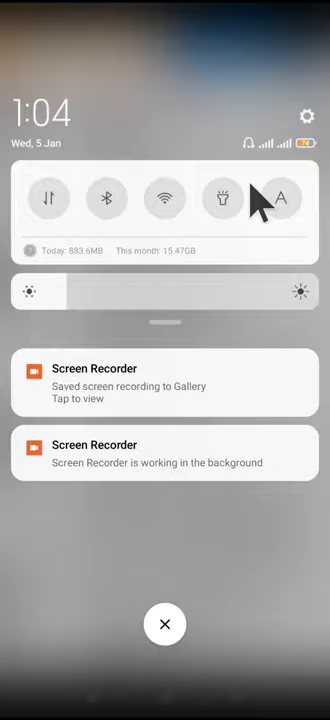 1:04
Wed, 5 Jan
74
A
Today: 883.6MB This month: 15.47GB
Screen Recorder
Saved screen recording to Gallery
Tap to view
Screen Recorder
Screen Recorder is working in the background